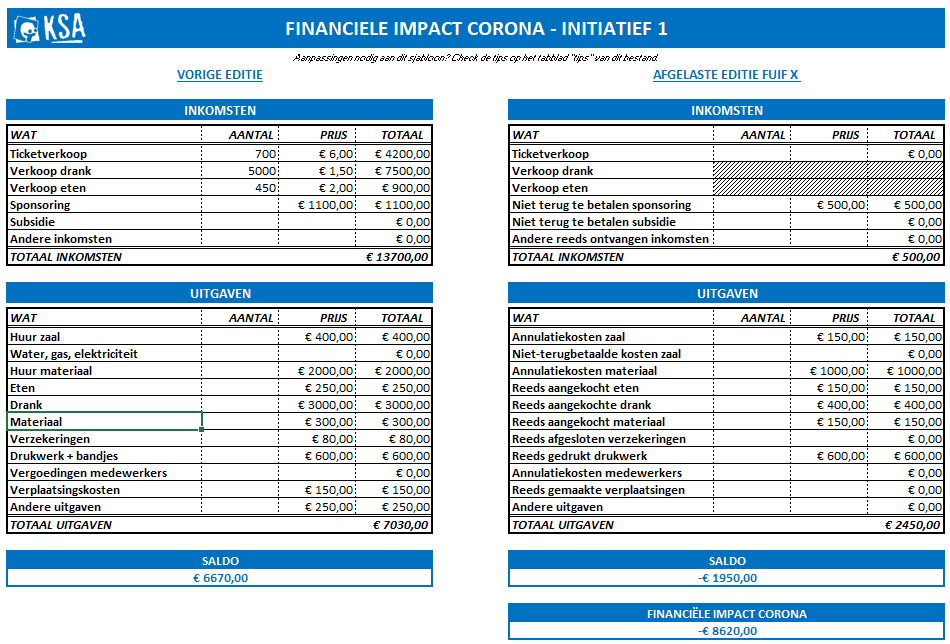 KSA
FINANCIELE IMPACT CORONA - INITIATIEF 1
Aanpassingen nodig aan dit sjabloon? Check de tips op het tabblad "tips" van dit bestand.
VORIGE EDITIE
INKOMSTEN
WAT AANTAL PRIJS TOTAAL
Ticketverkoop 700 € 6,00 € 4200,00
Verkoop drank 5000 € 1,50 € 7500,00
Verkoop eten 450 € 2,00 € 900,00
Sponsoring € 1100,00 € 1100,00
Subsidie € 0,00
Andere inkomsten € 0,00
TOTAAL INKOMSTEN € 13700,00
UITGAVEN
WAT AANTAL PRIJS TOTAAL
Huur zaal € 400,00 € 400,00
Water, gas, elektriciteit € 0,00
Huur materiaal € 2000,00 € 2000,00
Eten € 250,00 € 250,00
Drank € 3000,00 € 3000,00
Materiaal € 300,00 € 300,00
Verzekeringen € 80,00 € 80,00
Drukwerk + bandjes € 600,00 € 600,00
Vergoedingen medewerkers € 0,00
Verplaatsingskosten € 150,00 € 150,00
Andere uitgaven € 250,00 € 250,00
TOTAAL UITGAVEN € 7030,00
SALDO
€ 6670,00
AFGELASTE EDITIE FUIF X
INKOMSTEN
WAT AANTAL PRIJS TOTAAL
Ticketverkoop € 0,00
Verkoop drank
Verkoop eten
Niet terug te betalen sponsoring € 500,00 € 500,00
Niet terug te betalen subsidie € 0,00
Andere reeds ontvangen inkomsten € 0,00
TOTAAL INKOMSTEN € 500,00
UITGAVEN
WAT AANTAL PRIJS TOTAAL
Annulatiekosten zaal € 150,00 € 150,00
Niet-terugbetaalde kosten zaal € 0,00
Annulatiekosten materiaal € 1000,00 € 1000,00
Reeds aangekocht eten € 150,00 € 150,00
Reeds aangekochte drank € 400,00 € 400,00
Reeds aangekocht materiaal € 150,00 € 150,00
Reeds afgesloten verzekeringen € 0,00
Reeds gedrukt drukwerk € 600,00 € 600,00
Annulatiekosten medewerkers € 0,00
Reeds gemaakte verplaatsingen € 0,00
Andere uitgaven € 0,00
TOTAAL UITGAVEN € 2450,00
SALDO
-€ 1950,00
FINANCIËLE IMPACT CORONA
-€ 8620,00